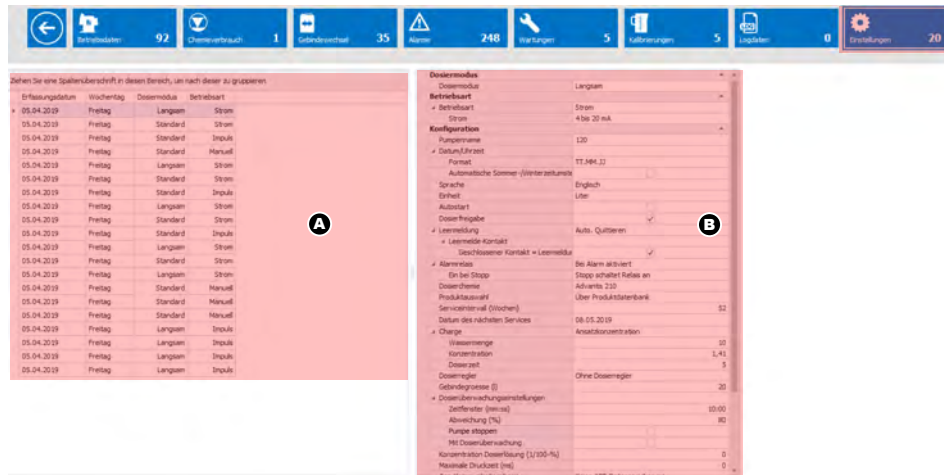 Betriebsdaten 92
Chemieverbrauch 1
Gebindewechsel 35
Alarme 248
Wartungen 5
Kalibrierungen 5
LOG
Logdaten 0
Einstellungen 20
Ziehen Sie eine Spaltenüberschrift in diesen Bereich, um nach dieser zu gruppieren
Erfassungsdatum Wochentag Dosiermodus Betriebsart
05.04.2019 Freitag Langsam Strom
05.04.2019 Freitag Standard Strom
05.04.2019 Freitag Standard Impuls
05.04.2019 Freitag Standard Manuell
05.04.2019 Freitag Langsam Strom
05.04.2019 Freitag Standard Strom
05.04.2019 Freitag Standard Impuls
05.04.2019 Freitag Langsam Strom
05.04.2019 Freitag Standard Strom
05.04.2019 Freitag Standard Impuls
05.04.2019 Freitag Langsam Strom
05.04.2019 Freitag Standard Strom
05.04.2019 Freitag Langsam Strom
05.04.2019 Freitag Standard Manuell
05.04.2019 Freitag Standard Manuell
05.04.2019 Freitag Standard Manuell
05.04.2019 Freitag Langsam Impuls
05.04.2019 Freitag Langsam Impuls
05.04.2019 Freitag Langsam Impuls
05.04.2019 Freitag Langsam Impuls
A
Dosiermodus
Dosiermodus Langsam
Betriebsart
Betriebsart Strom
Strom 4 bis 20 mA
Konfiguration
Pumpenname 120
Datum/Uhrzeit
Format TT.MM.JJ
Automatische Sommer-/Winterzeitumste
Sprache Englisch
Einheit Liter
Autostart
Dosierfreigabe
Leermeldung Auto. Quittieren
Leermelde-Kontakt
Geschlossener Kontakt = Leermeldu
Alarmrelais Bei Alarm aktiviert
Ein bei Stopp Stopp schaltet Relais an
Dosierchemie Advantis 210
Produktauswahl Über Produktdatenbank
Serviceintervall (Wochen) 52
Datum des nächsten Services 08.05.2019
Charge Ansatzkonzentration
Wassermenge 10
Konzentration 1,41
Dosierzeit 5
Dosierregler Ohne Dosierregler
Gebindegroesse (l) 20
Dosierüberwachungseinstellungen
Zeitfenster (mm:ss) 10:00
Abweichung (%) 80
Pumpe stoppen
Mit Dosierüberwachung
Konzentration Dosierlösung (1/100-%) 0
Maximale Druckzeit (ms) 0
B